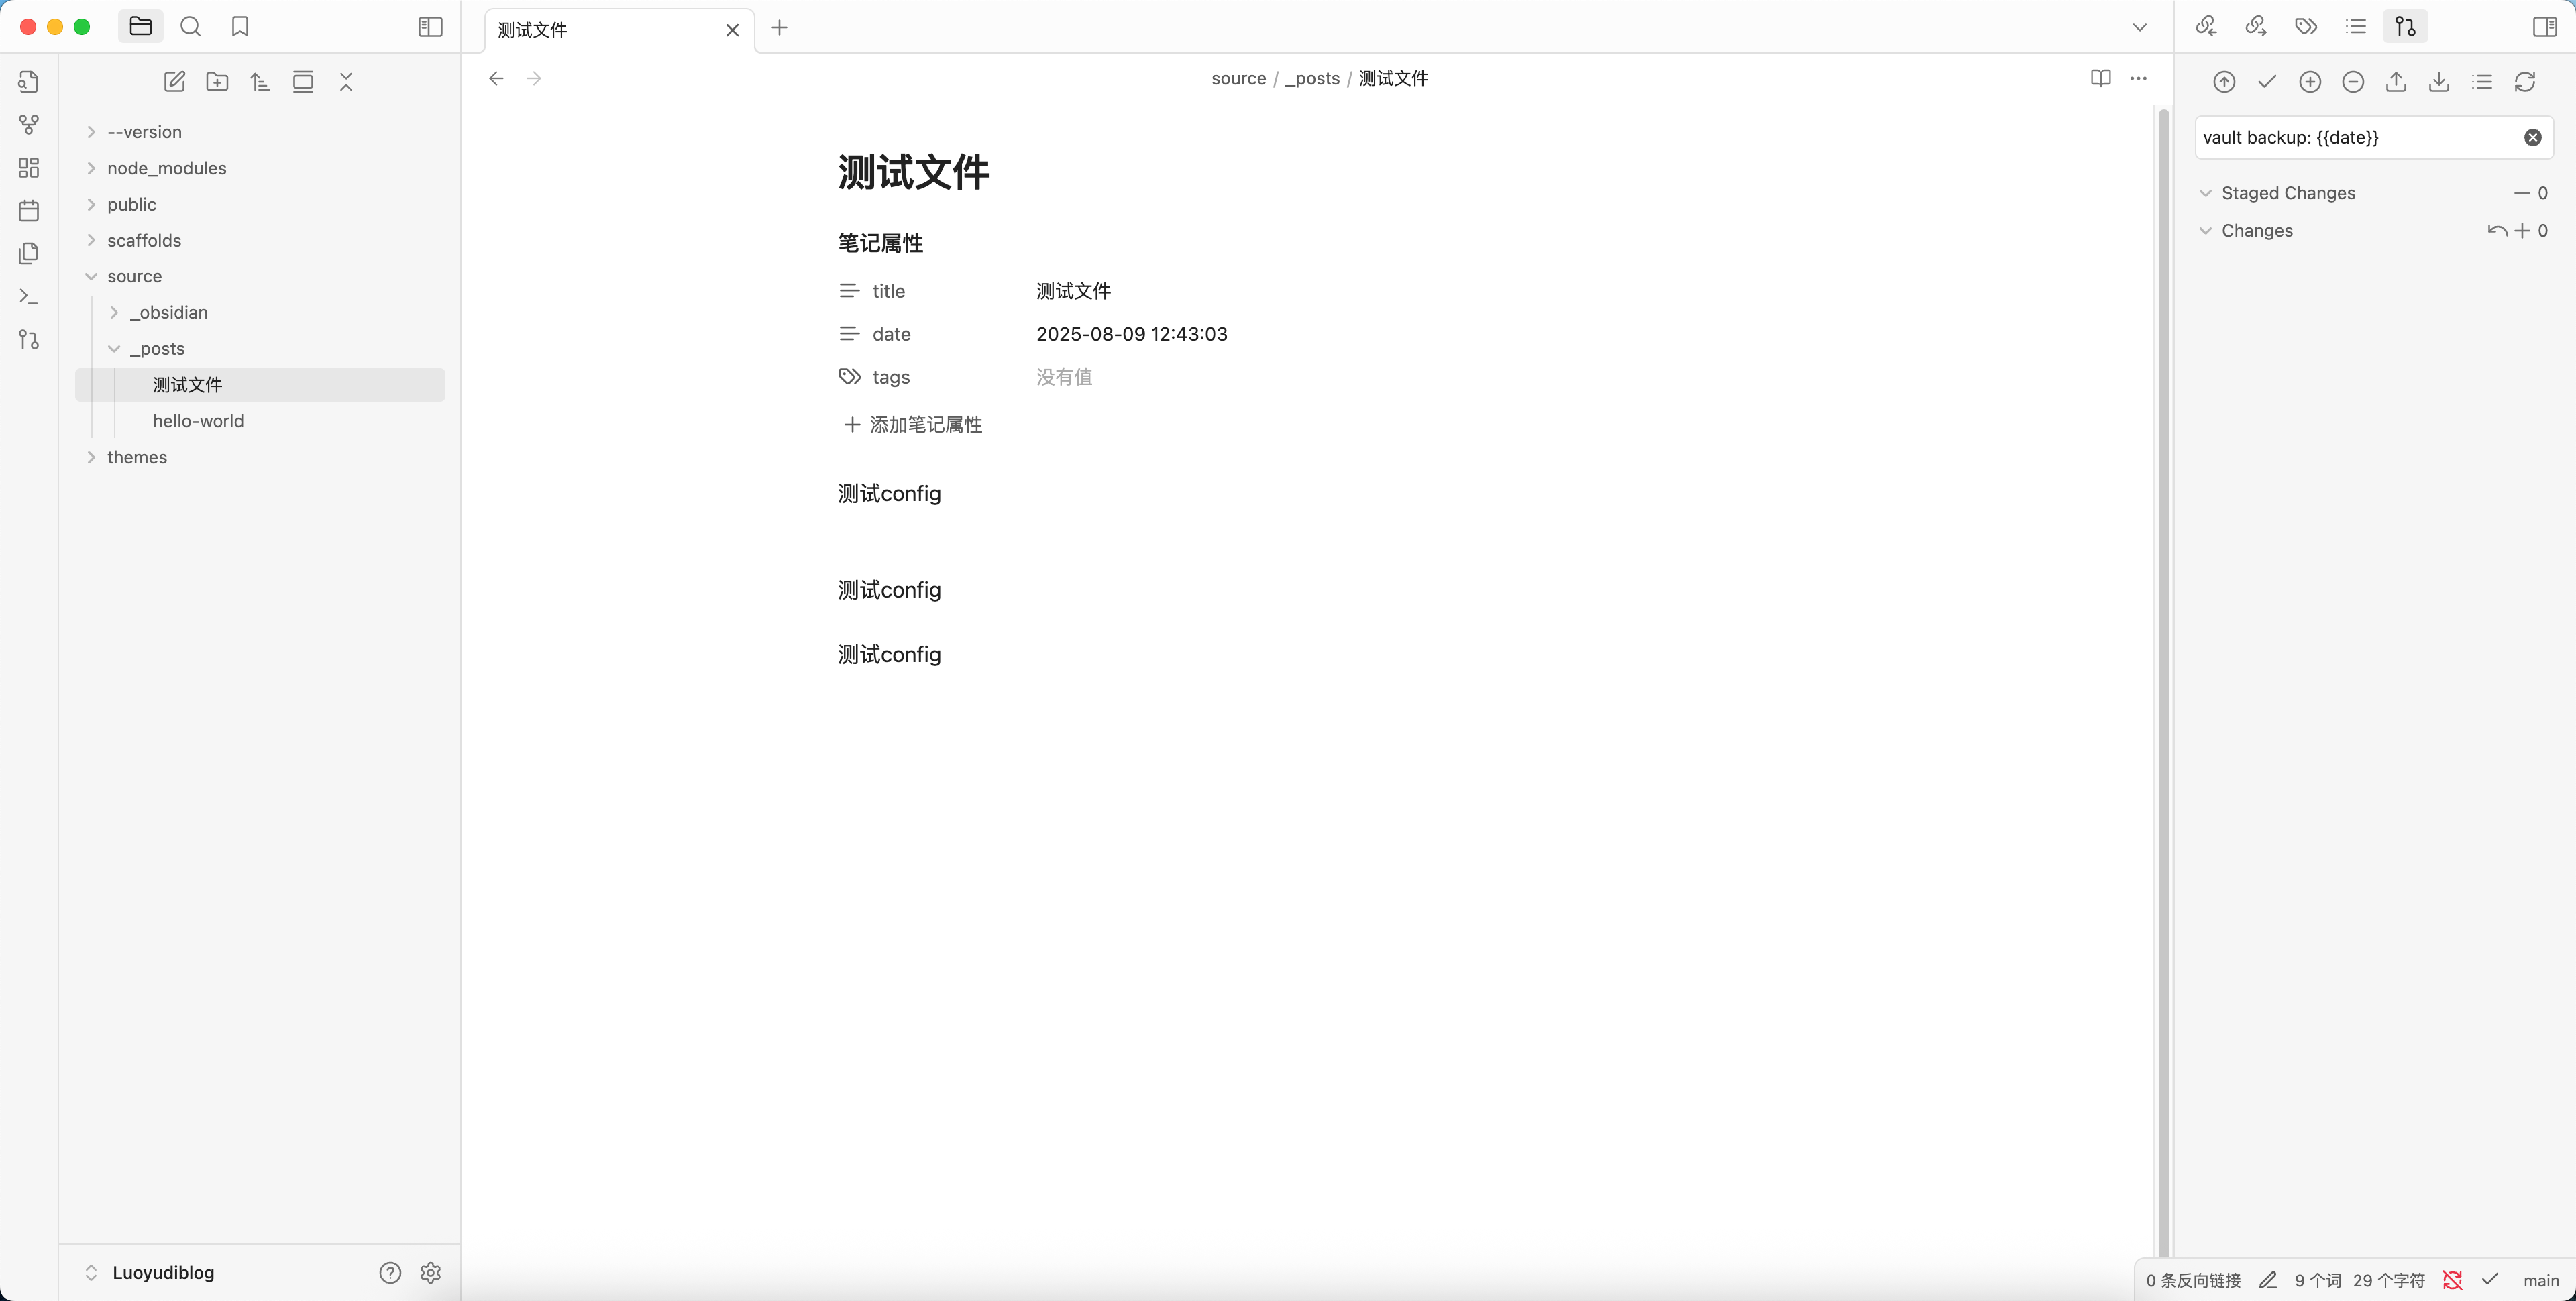 测试文件
source / _posts / 测试文件
--version
node_modules
public
scaffolds
source
_obsidian
_posts
测试文件
hello-world
themes
Luoyudiblog
测试文件
笔记属性
title 测试文件
date 2025-08-09 12:43:03
tags 没有值
添加笔记属性
测试config
测试config
测试config
vault backup: {{date}}
Staged Changes 0
Changes 0
0 条反向链接 9 个词 29 个字符 main